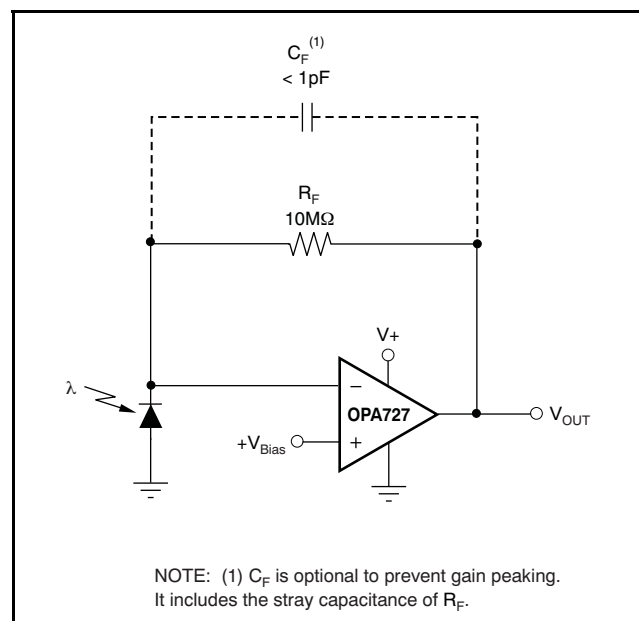 C_F^(1)
< 1pF
R_F
10MΩ
V+
λ
−
OPA727
+V_Bias
+
V_OUT
NOTE: (1) C_F is optional to prevent gain peaking.
It includes the stray capacitance of R_F.